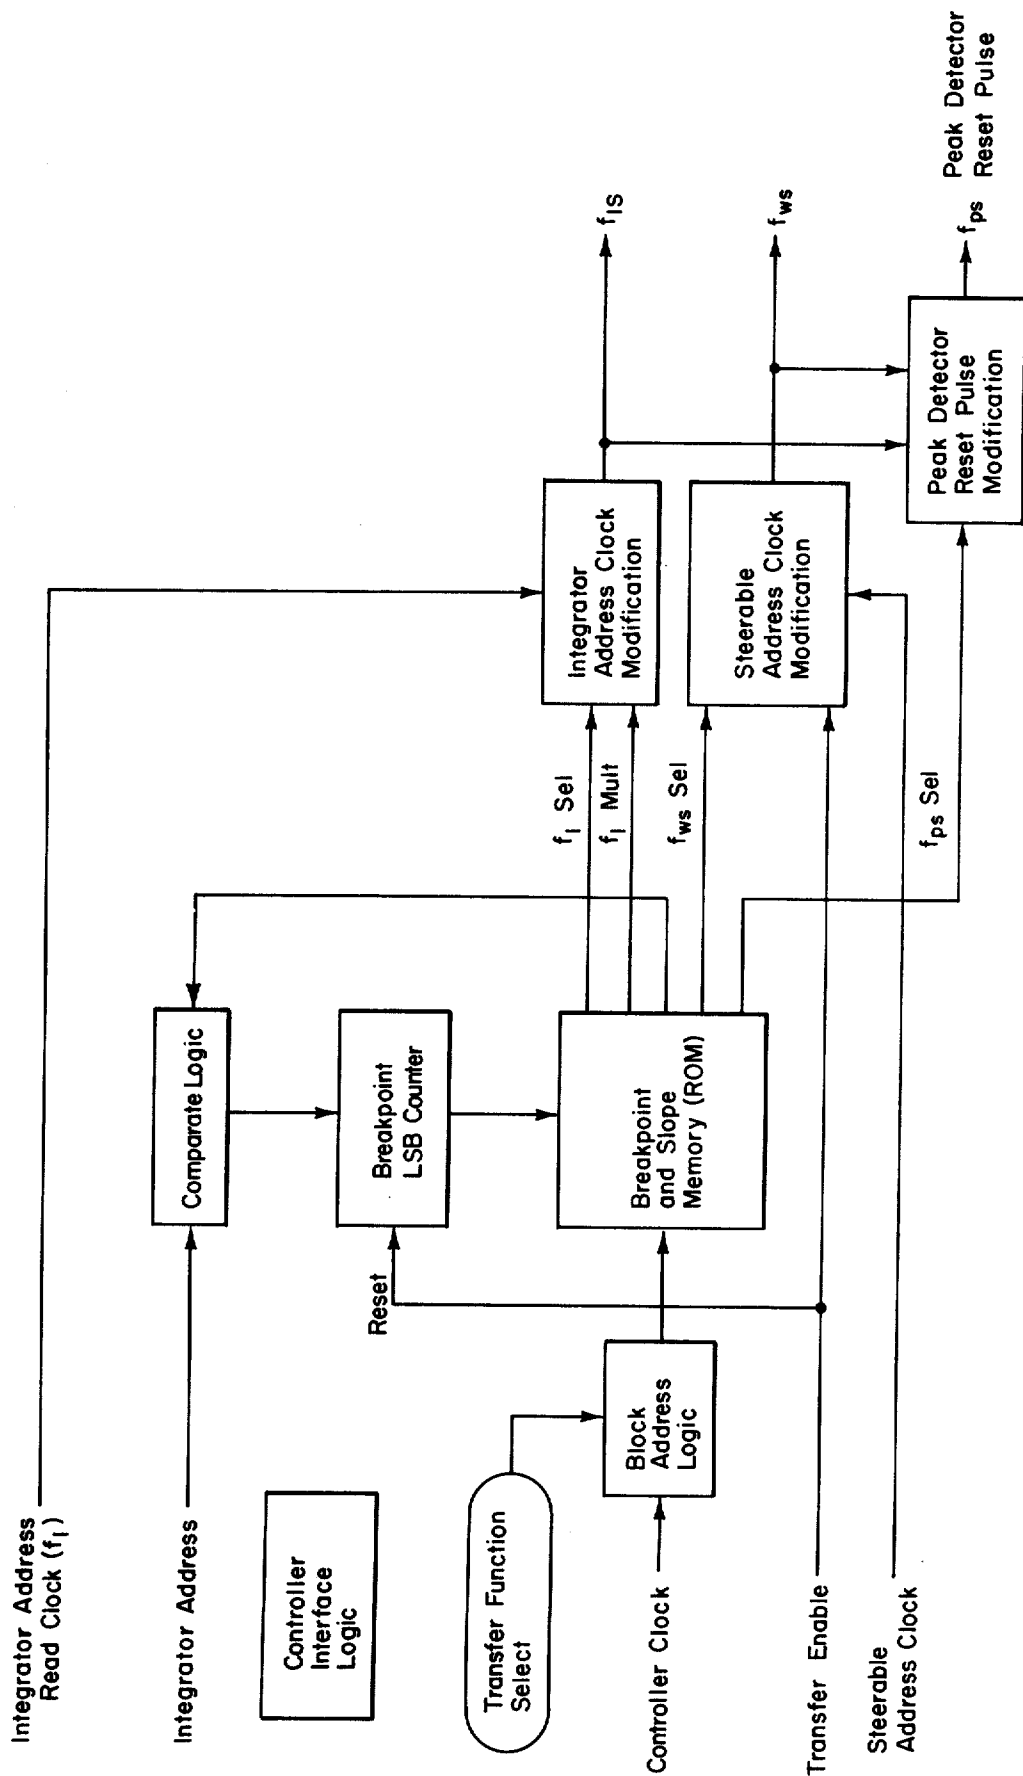 Integrator Address
Read Clock (f_I)
Integrator Address
Controller
Interface
Logic
Transfer Function
Select
Controller Clock
Transfer Enable
Steerable
Address Clock
Block
Address
Logic
Reset
Comparate Logic
Breakpoint
LSB Counter
Breakpoint
and Slope
Memory (ROM)
f_I Sel
f_I Mult
f_ws Sel
f_ps Sel
Integrator
Address Clock
Modification
Steerable
Address Clock
Modification
Peak Detector
Reset Pulse
Modification
f_IS
f_ws
f_ps
Peak Detector
Reset Pulse